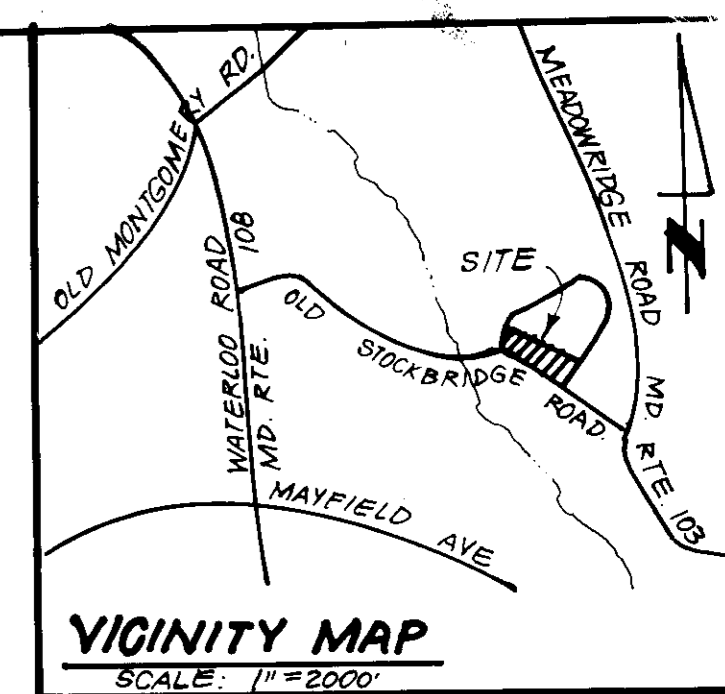 OLD MONTGOMERY RD.
MEADOWRIDGE ROAD
MD. RTE. 103
N
SITE
WATERLOO ROAD
MD. RTE. 108
OLD STOCKBRIDGE ROAD.
MAYFIELD AVE
VICINITY MAP
SCALE: 1" = 2000'